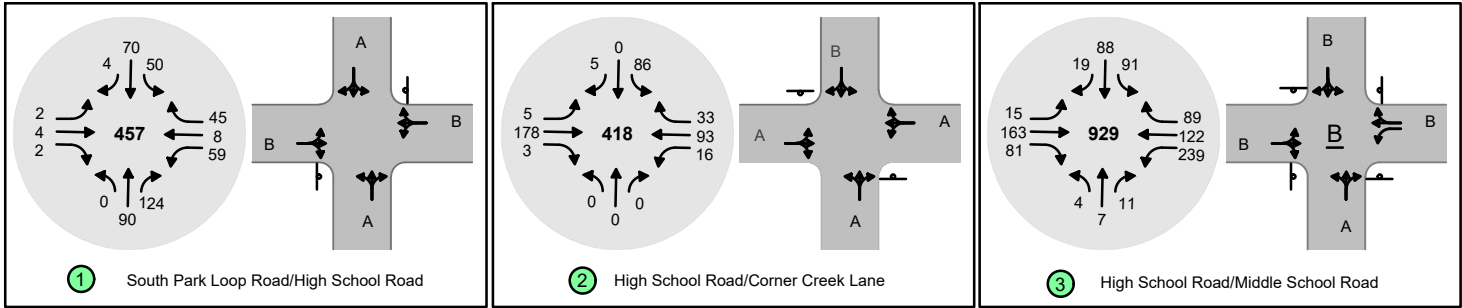 70
4 50
2 45
4 457 8
2 59
0 124
90
A
B
B
A
1 South Park Loop Road/High School Road
0
5 86
5 33
178 418 93
3 16
0 0
0
B
A
A
A
2 High School Road/Corner Creek Lane
88
19 91
15 89
163 929 122
81 239
4 11
7
B
B
B B
A
3 High School Road/Middle School Road